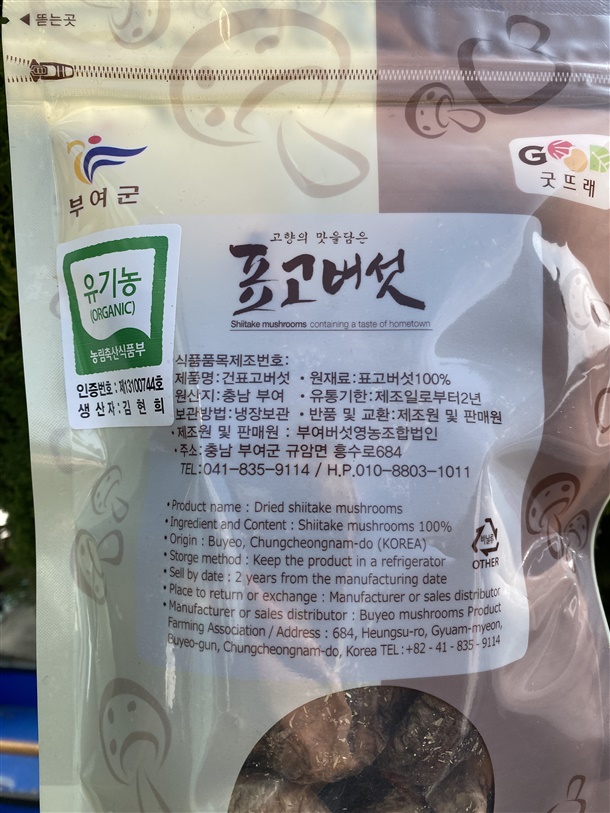 ◀ 뜯는곳
부여군
GOOD
굿뜨래
유기농
(ORGANIC)
농림축산식품부
인증번호 : 제13100744호
생 산 자 : 김 현 희
고향의 맛을담은
표고버섯
Shiitake mushrooms containing a taste of hometown
식품품목제조번호:
제품명:건표고버섯 •원재료:표고버섯100%
원산지:충남 부여 •유통기한:제조일로부터2년
보관방법:냉장보관 •반품 및 교환:제조원 및 판매원
•제조원 및 판매원 : 부여버섯영농조합법인
•주소:충남 부여군 규암면 흥수로684
TEL:041-835-9114 / H.P.010-8803-1011
•Product name : Dried shiitake mushrooms
•Ingredient and Content : Shiitake mushrooms 100%
•Origin : Buyeo, Chungcheongnam-do (KOREA)
•Storge method : Keep the product in a refrigerator
•Sell by date : 2 years from the manufacturing date
•Place to return or exchange : Manufacturer or sales distributor
•Manufacturer or sales distributor : Buyeo mushrooms Product
Farming Association / Address : 684, Heungsu-ro, Gyuam-myeon,
Buyeo-gun, Chungcheongnam-do, Korea TEL:+82 - 41 - 835 - 9114
비닐류
OTHER